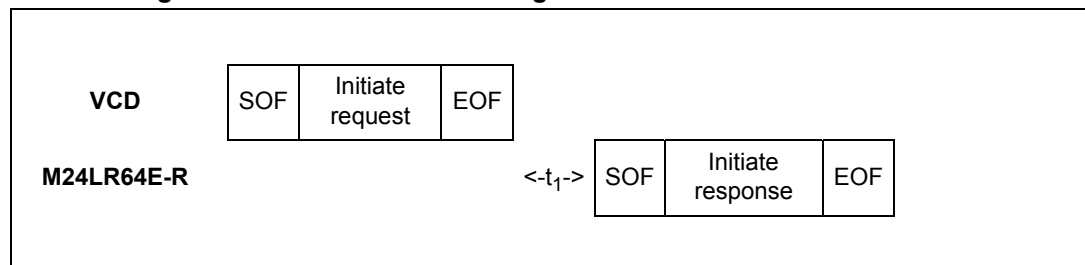 VCD SOF Initiate request EOF
M24LR64E-R <-t1-> SOF Initiate response EOF